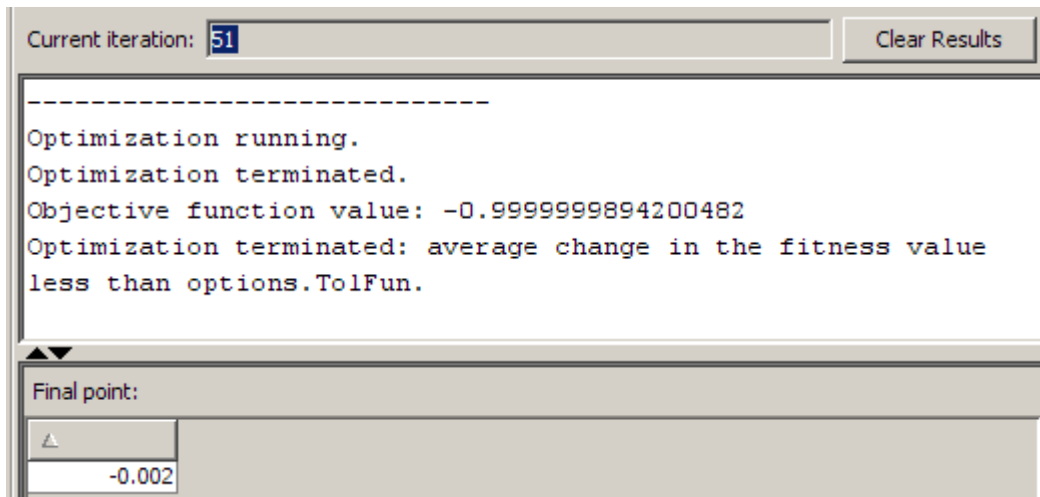 Current iteration: 51 Clear Results
-----------------------------
Optimization running.
Optimization terminated.
Objective function value: -0.9999999894200482
Optimization terminated: average change in the fitness value
less than options.TolFun.
Final point:
-0.002